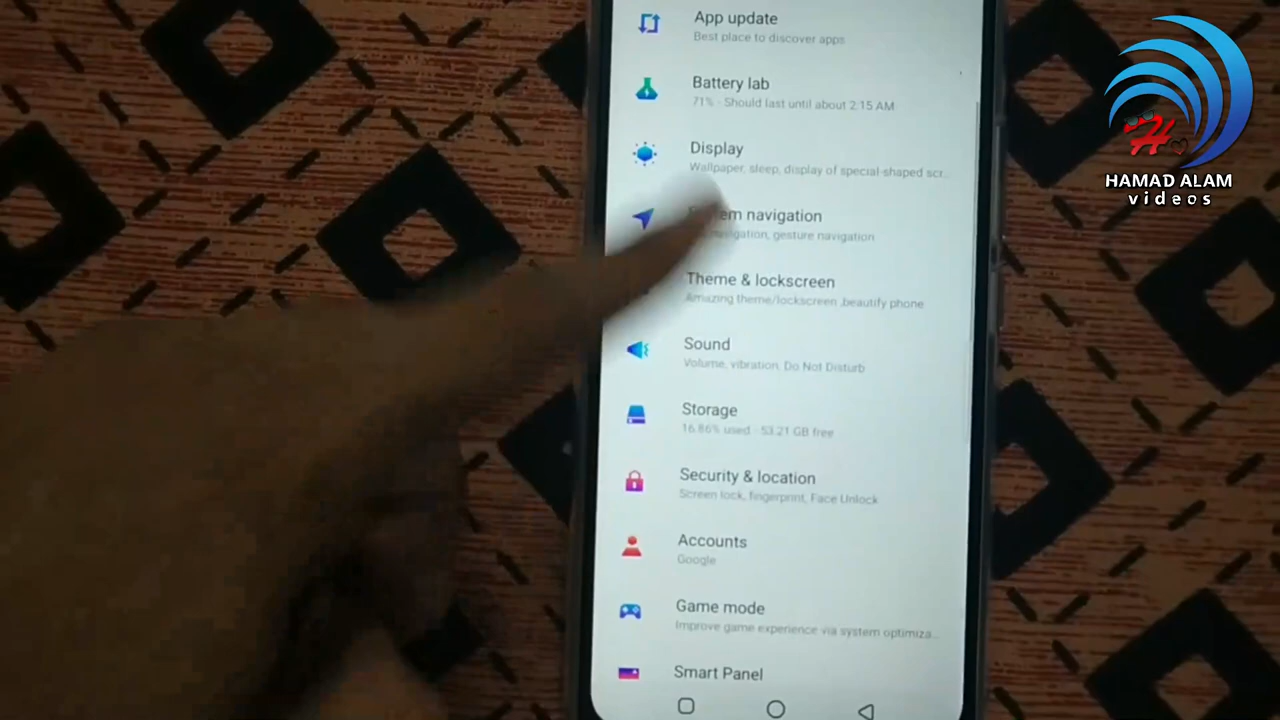 App update
Best place to discover apps
Battery lab
71% · Should last until about 2:15 AM
Display
Wallpaper, sleep, display of special-shaped scr...
navigation
gesture navigation
Theme & lockscreen
Amazing theme/lockscreen ,beautify phone
Sound
Volume, vibration, Do Not Disturb
Storage
16.86% used · 53.21 GB free
Security & location
Screen lock, fingerprint, Face Unlock
Accounts
Google
Game mode
Improve game experience via system optimiza...
Smart Panel
H
HAMAD ALAM
videos